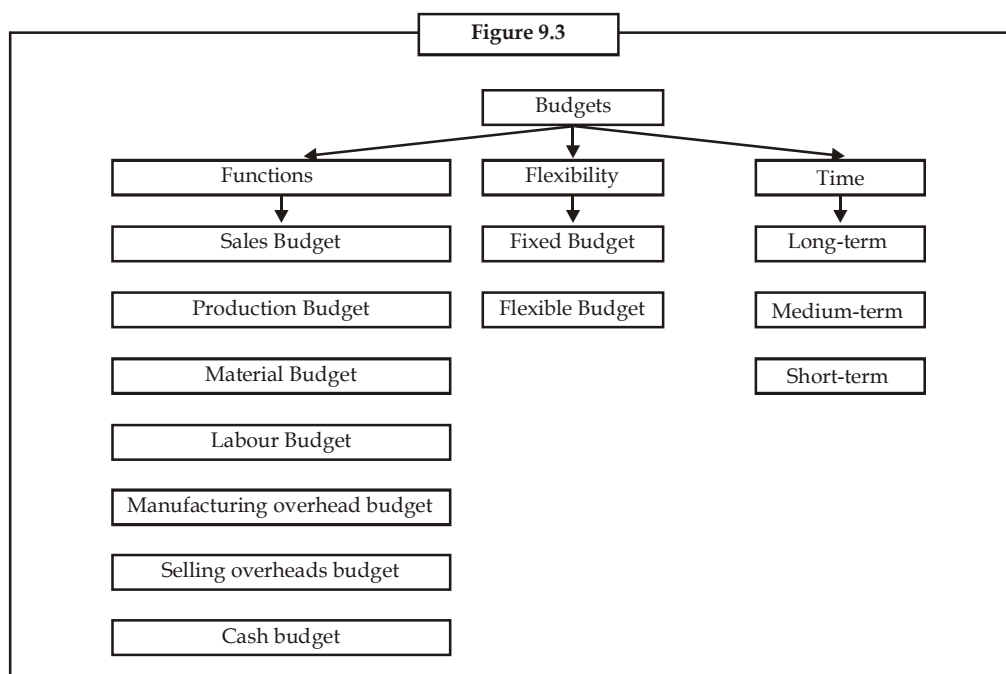 Figure 9.3
Budgets
Functions
Flexibility
Time
Sales Budget
Fixed Budget
Long-term
Production Budget
Flexible Budget
Medium-term
Material Budget
Short-term
Labour Budget
Manufacturing overhead budget
Selling overheads budget
Cash budget